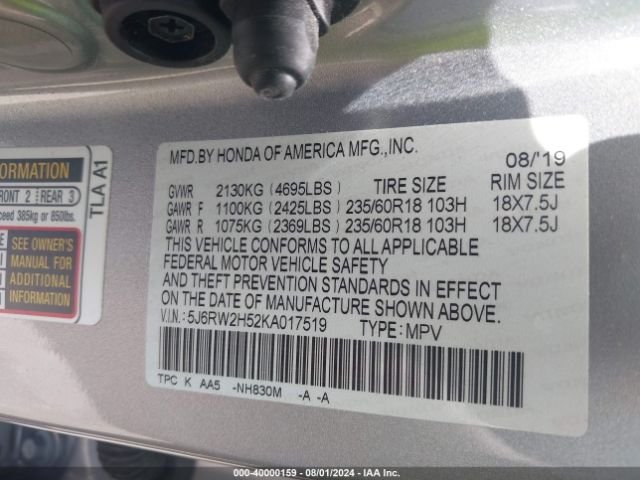 MFD.BY HONDA OF AMERICA MFG.,INC. 08/'19
GVWR 2130KG (4695LBS) TIRE SIZE RIM SIZE
GAWR F 1100KG (2425LBS) 235/60R18 103H 18X7.5J
GAWR R 1075KG (2369LBS) 235/60R18 103H 18X7.5J
THIS VEHICLE CONFORMS TO ALL APPLICABLE
FEDERAL MOTOR VEHICLE SAFETY
AND THEFT PREVENTION STANDARDS IN EFFECT
ON THE DATE OF MANUFACTURE SHOWN ABOVE.
V.I.N.: 5J6RW2H52KA017519 TYPE: MPV
TPC K AA5 -NH830M -A -A
FORMATION
FRONT 2 REAR 3
385kg or 850lbs.
SEE OWNER'S
MANUAL FOR
ADDITIONAL
INFORMATION
TLA A1
000-40000159 - 08/01/2024 - IAA Inc.